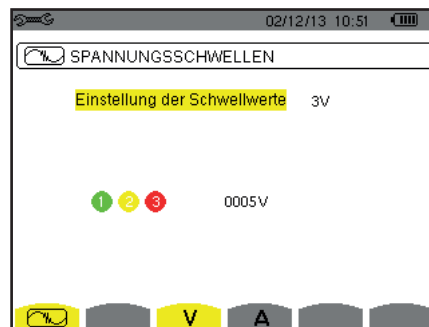 02/12/13 10:51
SPANNUNGSSCHWELLEN
Einstellung der Schwellwerte 3V
1 2 3 0005V
V A